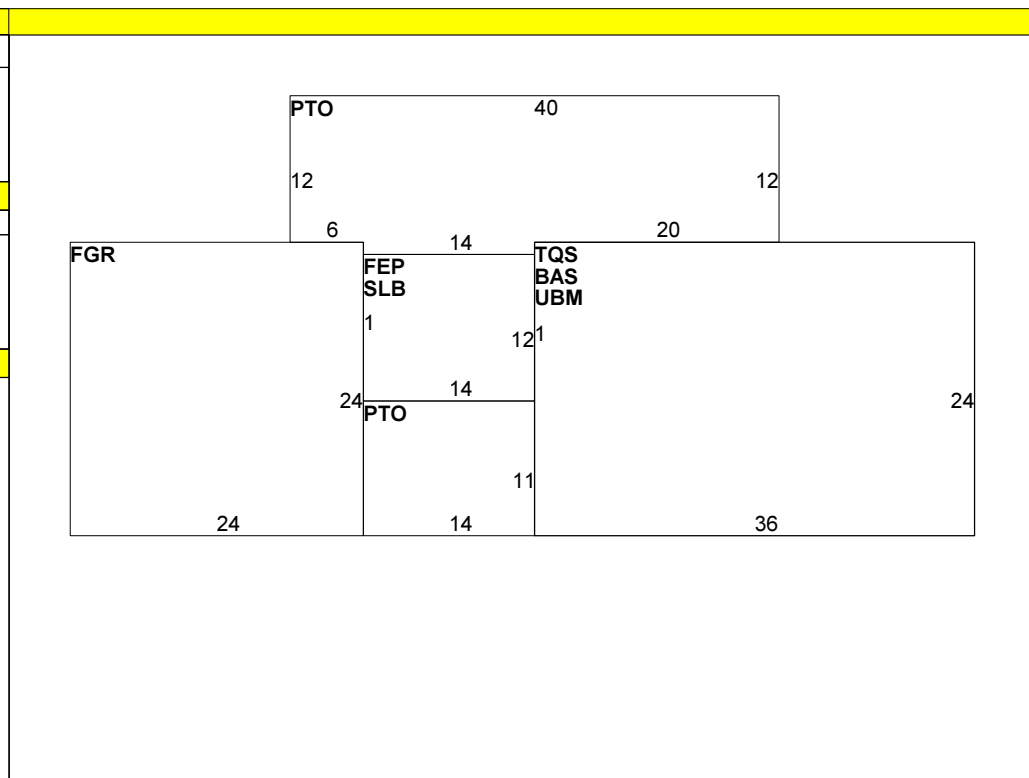 PTO 40
12 12
6 14 20
FGR
FEP
SLB
TQS
BAS
UBM
1 12 1
24 14 24
PTO
11
24 14 36